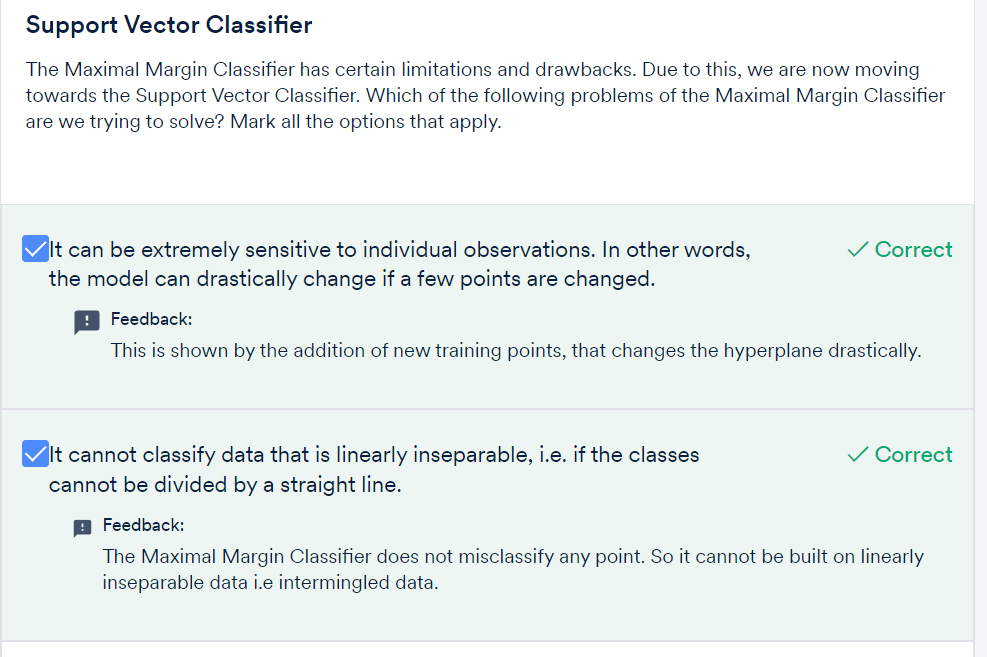 Support Vector Classifier
The Maximal Margin Classifier has certain limitations and drawbacks. Due to this, we are now moving
towards the Support Vector Classifier. Which of the following problems of the Maximal Margin Classifier
are we trying to solve? Mark all the options that apply.
It can be extremely sensitive to individual observations. In other words,
the model can drastically change if a few points are changed.
Correct
Feedback:
This is shown by the addition of new training points, that changes the hyperplane drastically.
It cannot classify data that is linearly inseparable, i.e. if the classes
cannot be divided by a straight line.
Correct
Feedback:
The Maximal Margin Classifier does not misclassify any point. So it cannot be built on linearly
inseparable data i.e intermingled data.